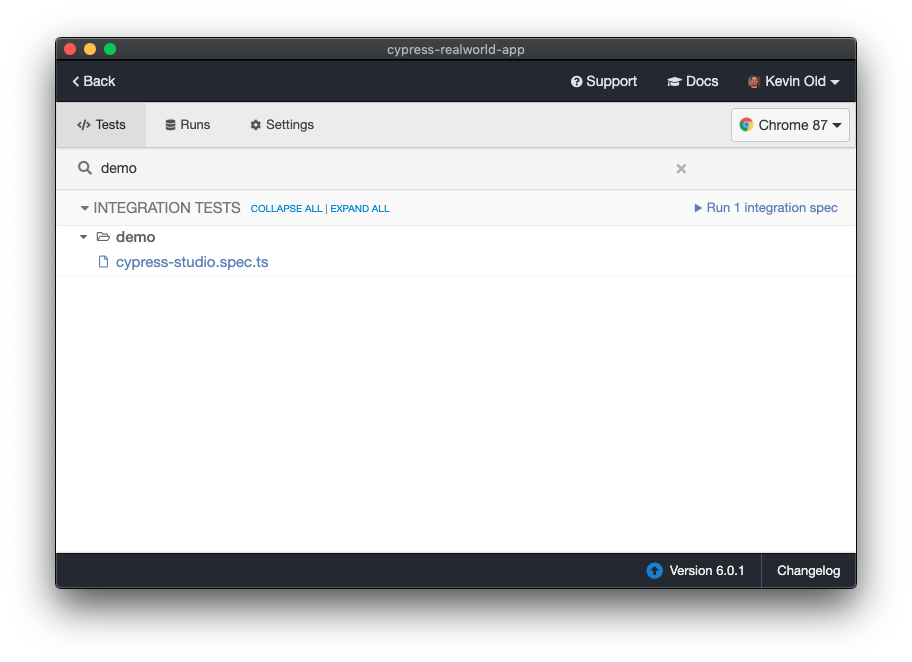 cypress-realworld-app
Back Support Docs Kevin Old
</> Tests Runs Settings Chrome 87
demo
INTEGRATION TESTS COLLAPSE ALL | EXPAND ALL Run 1 integration spec
demo
cypress-studio.spec.ts
Version 6.0.1 Changelog